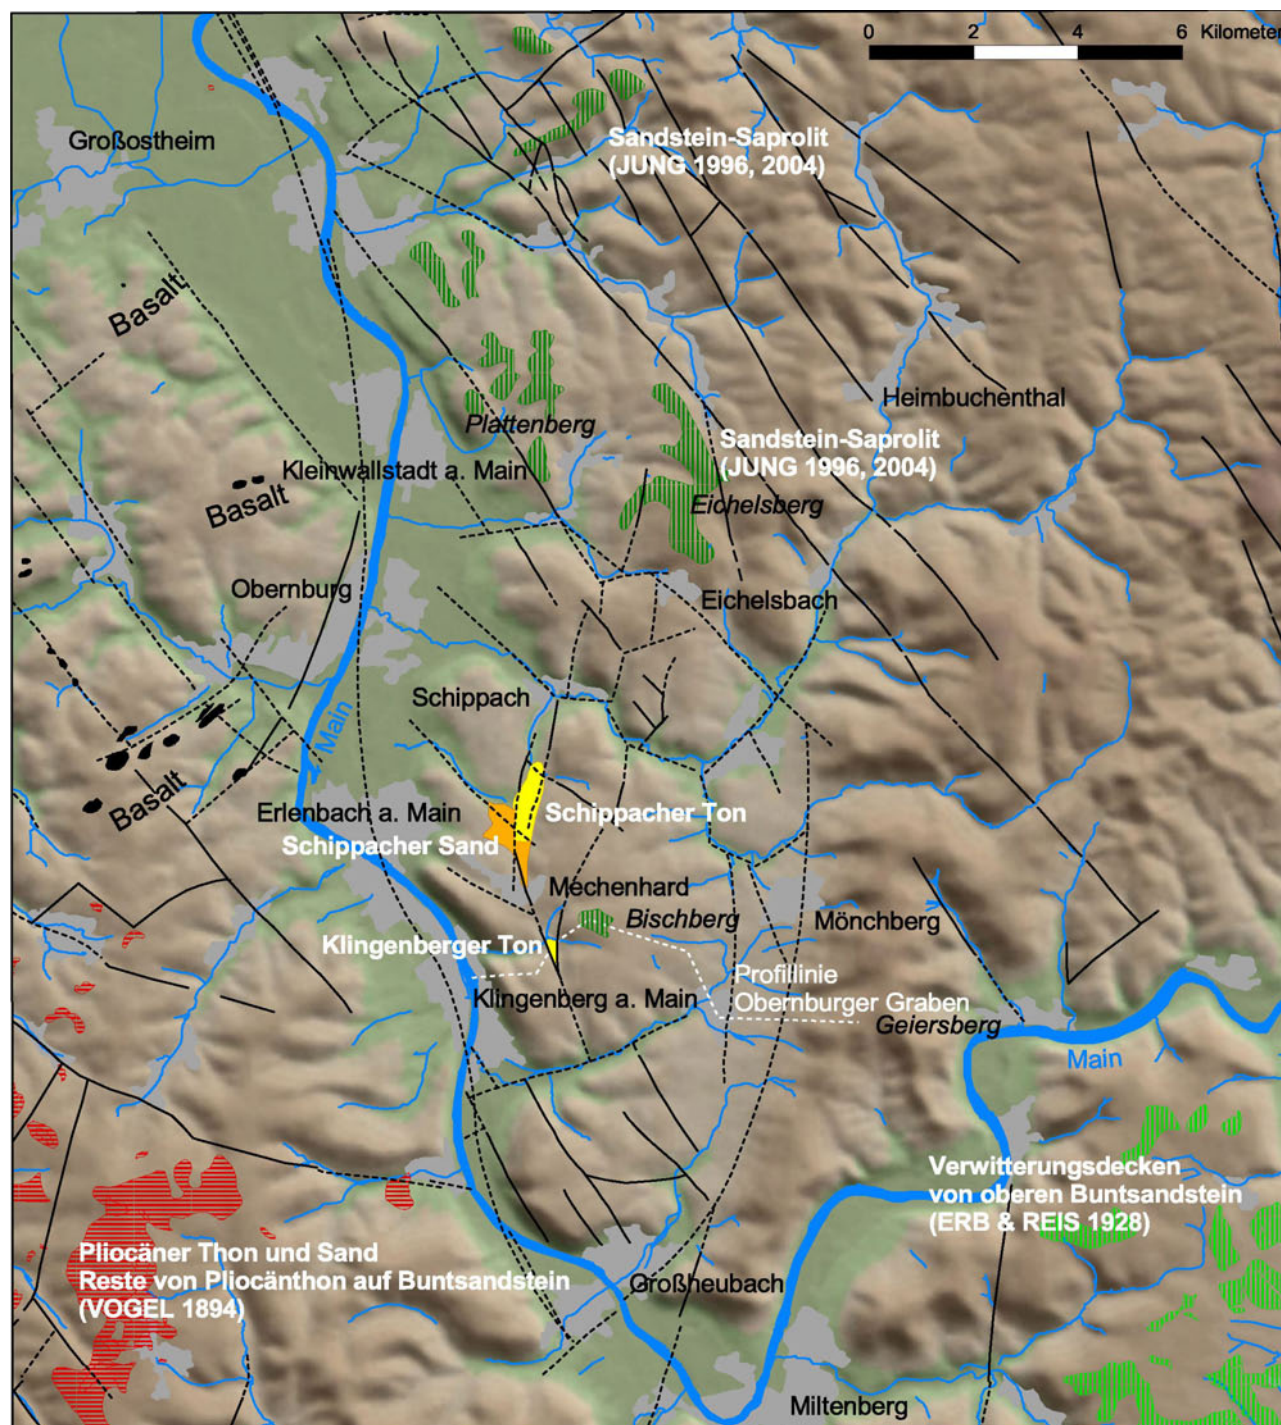 0 2 4 6 Kilometer
Großostheim
Sandstein-Saprolit
(JUNG 1996, 2004)
Basalt
Heimbuchenthal
Plattenberg
Sandstein-Saprolit
(JUNG 1996, 2004)
Kleinwallstadt a. Main
Basalt
Eichelsberg
Obernburg
Eichelsbach
Schippach
Main
Basalt
Erlenbach a. Main
Schippacher Ton
Schippacher Sand
Mechenhard
Bischberg
Mönchberg
Klingenberger Ton
Profillinie
Obernburger Graben
Klingenberg a. Main
Geiersberg
Main
Verwitterungsdecken
von oberen Buntsandstein
(ERB & REIS 1928)
Pliocäner Thon und Sand
Reste von Pliocänthon auf Buntsandstein
(VOGEL 1894)
Großheubach
Miltenberg